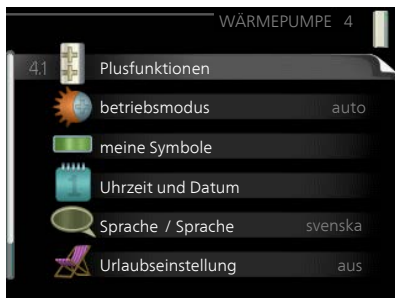 WÄRMEPUMPE 4
4.1 Plusfunktionen
betriebsmodus auto
meine Symbole
Uhrzeit und Datum
Sprache / Sprache svenska
Urlaubseinstellung aus